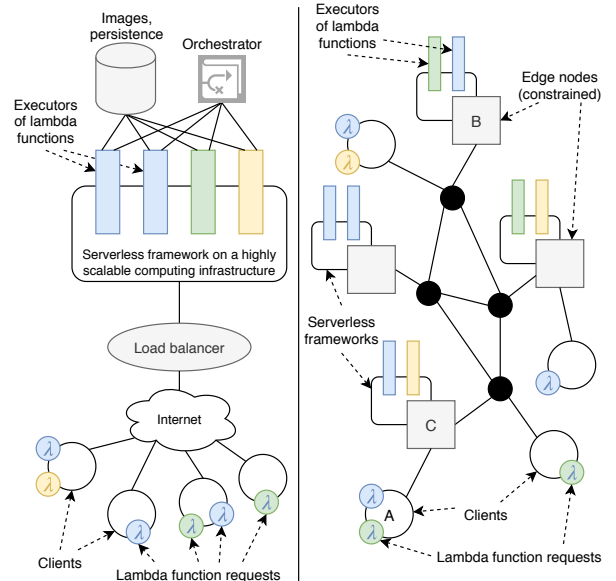 Images,
persistence
Orchestrator
Executors
of lambda
functions
Serverless framework on a highly
scalable computing infrastructure
Load balancer
Internet
λ
λ
λ
λ
λ
λ
Clients
Lambda function requests
Executors
of lambda
functions
Edge nodes
(constrained)
B
λ
λ
Serverless
frameworks
λ
C
λ
A
λ
λ
Clients
Lambda function requests